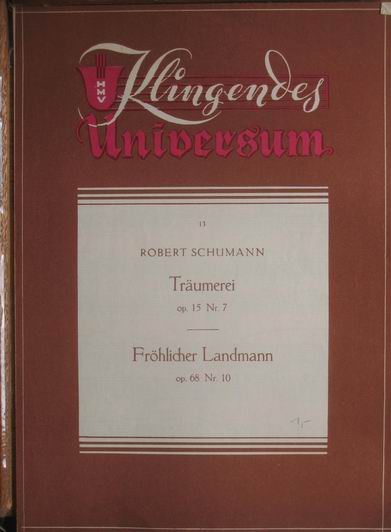 HMV
Klingendes
Universum
13
ROBERT SCHUMANN
Träumerei
op. 15 Nr. 7
Fröhlicher Landmann
op. 68 Nr. 10